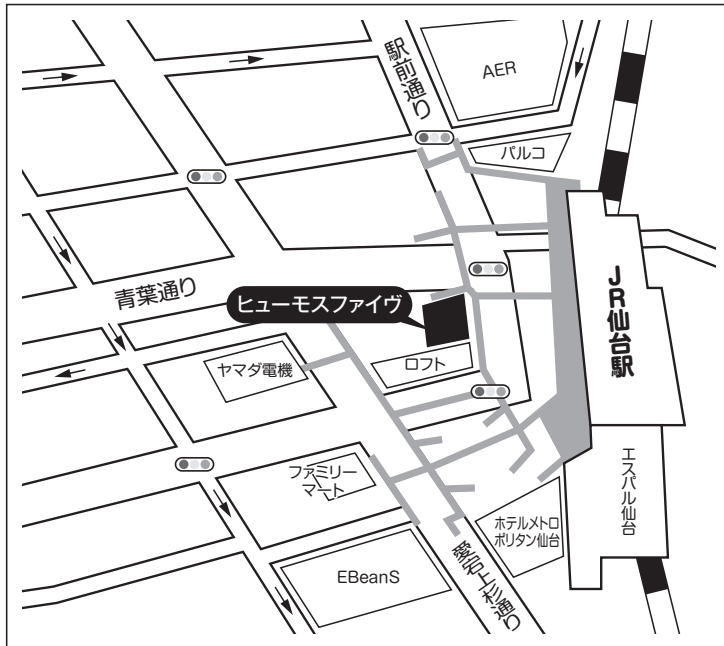 駅前通り
AER
パルコ
青葉通り
ヒューモスファイヴ
JR仙台駅
ロフト
ヤマダ電機
ファミリー
マート
エスパル仙台
ホテルメトロ
ポリタン仙台
EBeanS
愛宕上杉通り